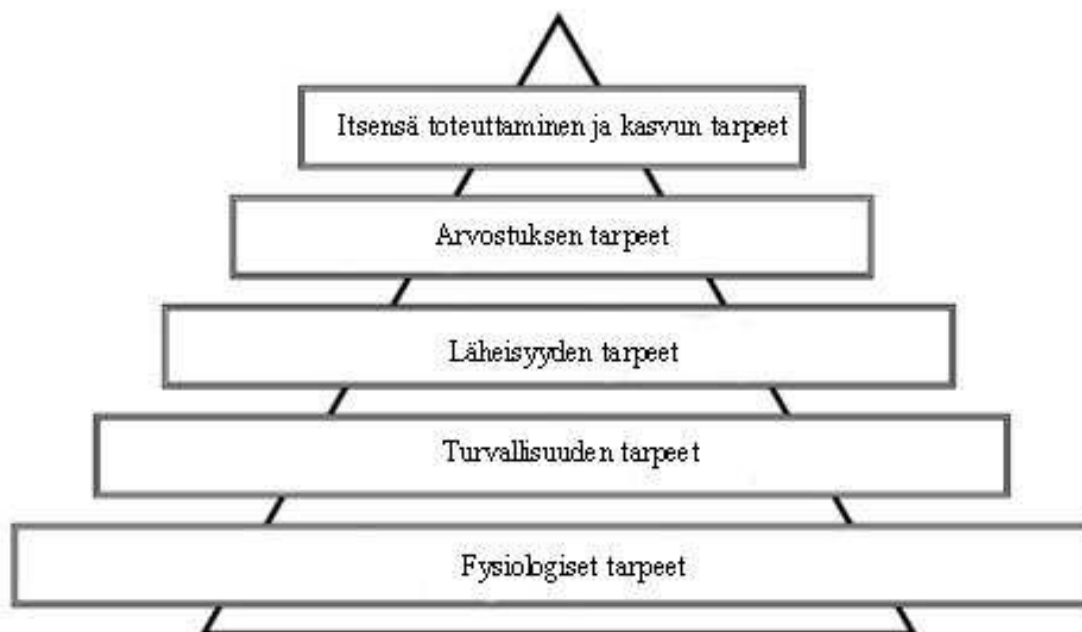 Itsensä toteuttaminen ja kasvun tarpeet
Arvostuksen tarpeet
Läheisyyden tarpeet
Turvallisuuden tarpeet
Fysiologiset tarpeet